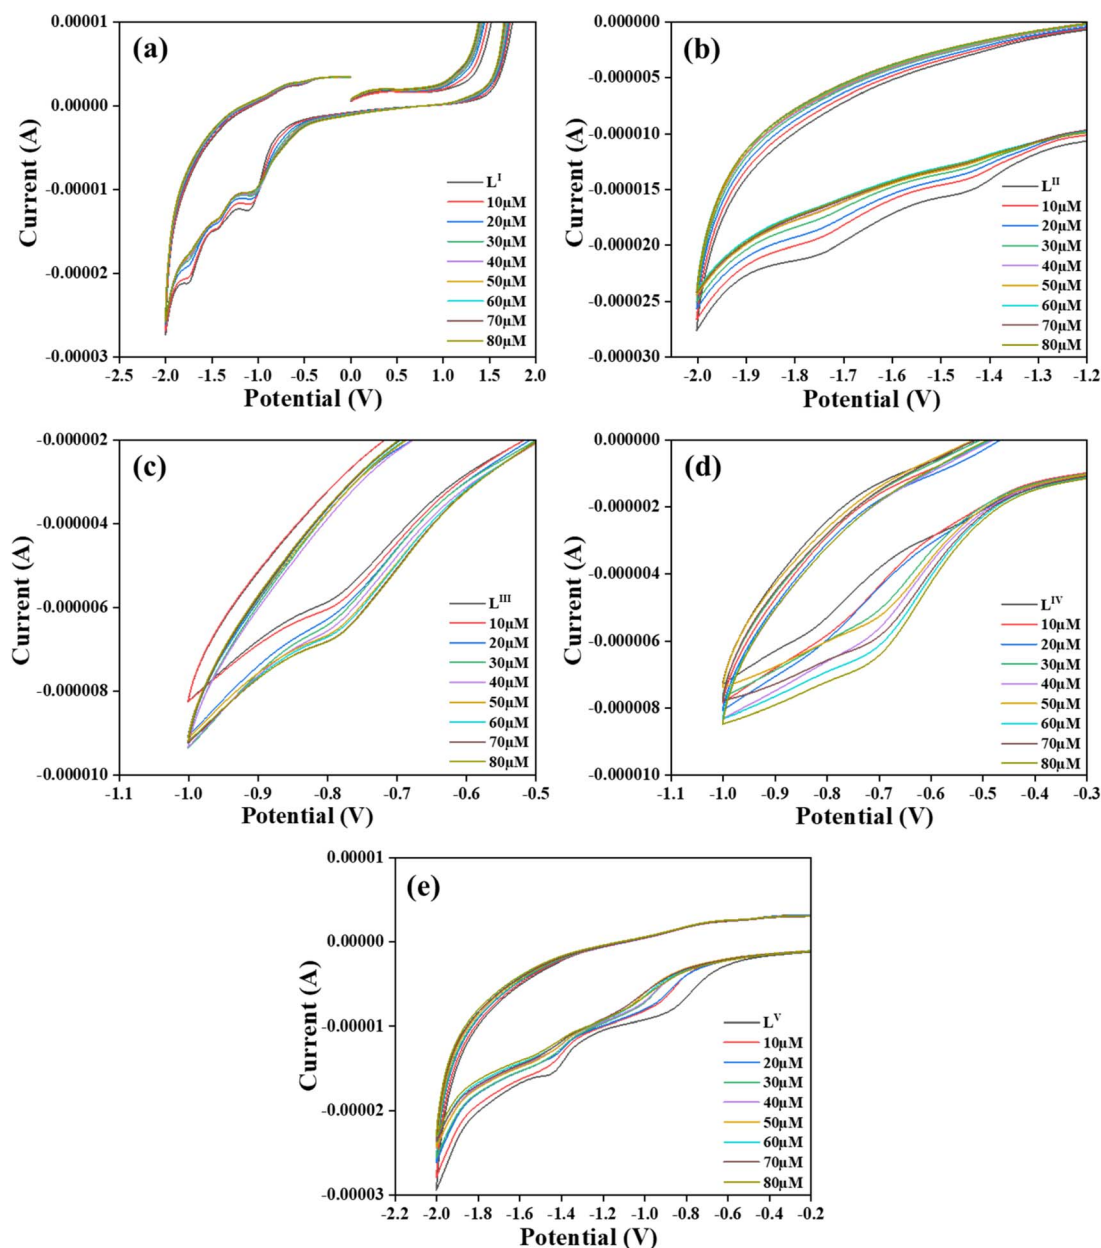 (a)
0.00001
0.00000
-0.00001
-0.00002
-0.00003
Current (A)
-2.5 -2.0 -1.5 -1.0 -0.5 0.0 0.5 1.0 1.5 2.0
Potential (V)
L^I
10μM
20μM
30μM
40μM
50μM
60μM
70μM
80μM
(b)
0.000000
-0.000005
-0.000010
-0.000015
-0.000020
-0.000025
-0.000030
Current (A)
-2.0 -1.9 -1.8 -1.7 -1.6 -1.5 -1.4 -1.3 -1.2
Potential (V)
L^II
10μM
20μM
30μM
40μM
50μM
60μM
70μM
80μM
(c)
-0.000002
-0.000004
-0.000006
-0.000008
-0.000010
Current (A)
-1.1 -1.0 -0.9 -0.8 -0.7 -0.6 -0.5
Potential (V)
L^III
10μM
20μM
30μM
40μM
50μM
60μM
70μM
80μM
(d)
0.000000
-0.000002
-0.000004
-0.000006
-0.000008
-0.000010
Current (A)
-1.1 -1.0 -0.9 -0.8 -0.7 -0.6 -0.5 -0.4 -0.3
Potential (V)
L^IV
10μM
20μM
30μM
40μM
50μM
60μM
70μM
80μM
(e)
0.00001
0.00000
-0.00001
-0.00002
-0.00003
Current (A)
-2.2 -2.0 -1.8 -1.6 -1.4 -1.2 -1.0 -0.8 -0.6 -0.4 -0.2
Potential (V)
L^V
10μM
20μM
30μM
40μM
50μM
60μM
70μM
80μM